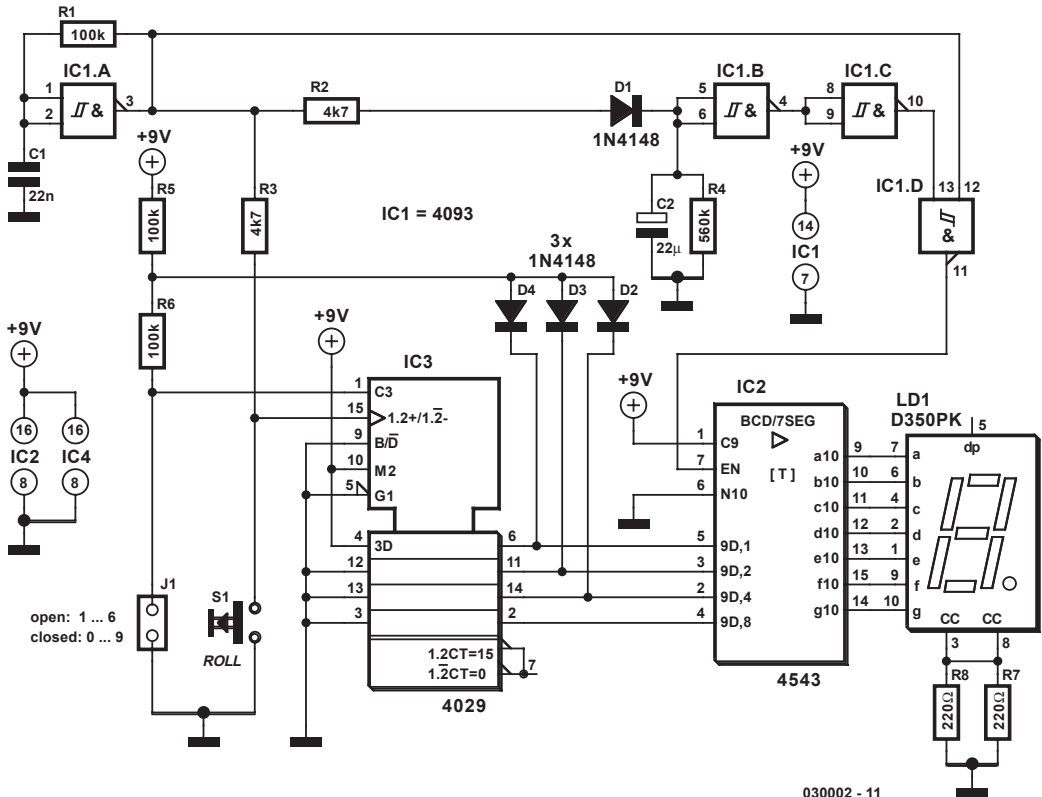 R1
100k
IC1.A
1
2
3
&
R2
4k7
D1
1N4148
IC1.B
5
6
4
&
IC1.C
8
9
10
&
C1
22n
+9V
R5
100k
R3
4k7
IC1 = 4093
C2
22µ
R4
560k
+9V
14
IC1
7
IC1.D
13
12
&
11
3x
1N4148
D4
D3
D2
R6
100k
+9V
16
16
IC2
IC4
8
8
+9V
IC3
1
C3
15
1.2+/1.2̅-
9
B/D̅
10
M2
5
G1
4
3D
12
13
3
6
11
14
2
1.2CT=15
1.2̅CT=0
7
4029
+9V
IC2
BCD/7SEG
[T]
1
C9
7
EN
6
N10
5
9D,1
3
9D,2
2
9D,4
4
9D,8
a10
9
7
a
b10
10
6
b
c10
11
4
c
d10
12
2
d
e10
13
1
e
f10
15
9
f
g10
14
10
g
4543
LD1
D350PK
5
dp
CC
CC
3
8
R8
220Ω
R7
220Ω
J1
open: 1 ... 6
closed: 0 ... 9
S1
ROLL
030002 - 11